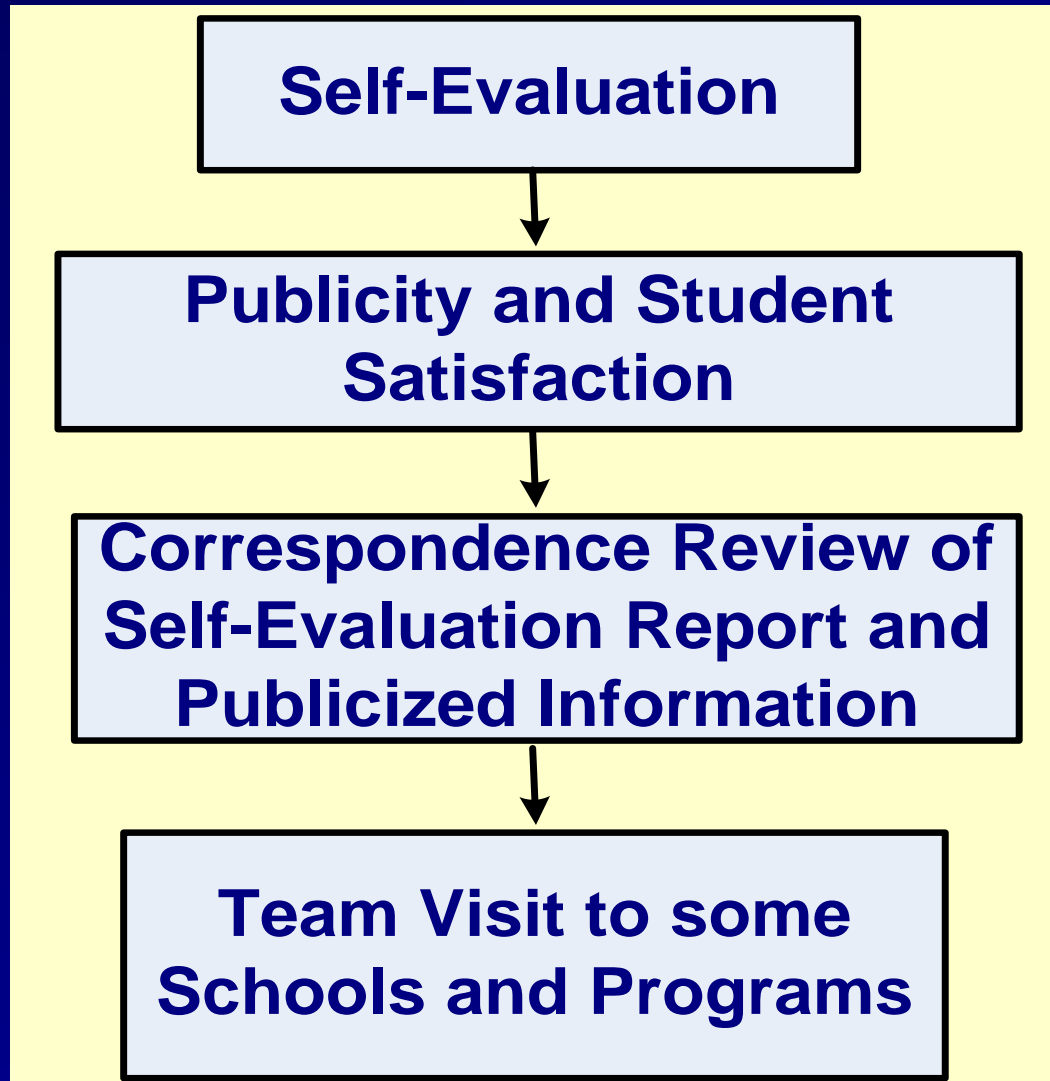 Self-Evaluation
Publicity and Student
Satisfaction
Correspondence Review of
Self-Evaluation Report and
Publicized Information
Team Visit to some
Schools and Programs